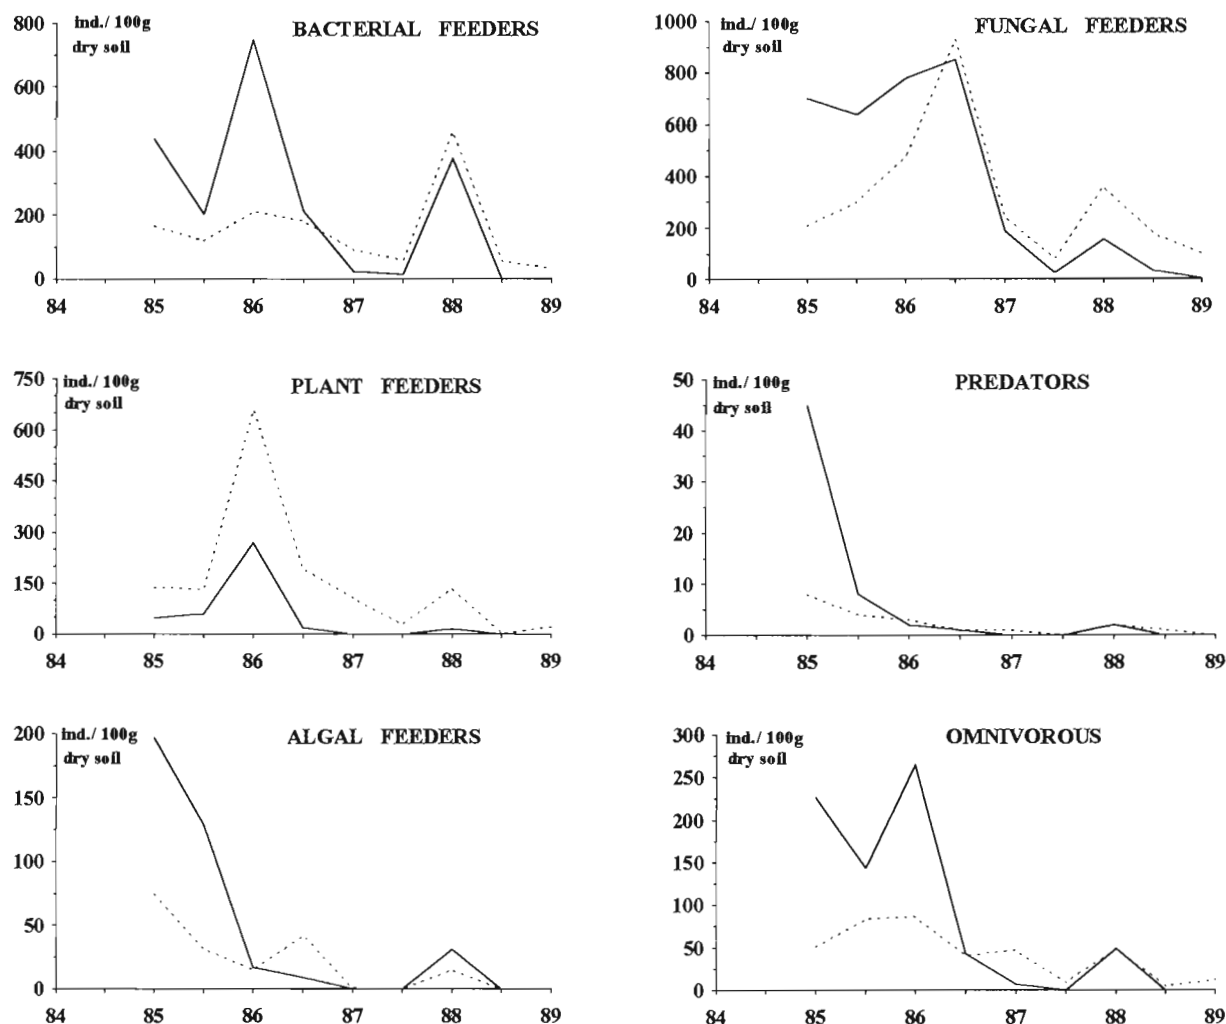 BACTERIAL FEEDERS
ind./ 100g
dry soil
800
600
400
200
0
84 85 86 87 88 89
FUNGAL FEEDERS
ind./ 100g
dry soil
1000
800
600
400
200
0
84 85 86 87 88 89
PLANT FEEDERS
ind./ 100g
dry soil
750
600
450
300
150
0
84 85 86 87 88 89
PREDATORS
ind./ 100g
dry soil
50
40
30
20
10
0
84 85 86 87 88 89
ALGAL FEEDERS
ind./ 100g
dry soil
200
150
100
50
0
84 85 86 87 88 89
OMNIVOROUS
ind./ 100g
dry soil
300
250
200
150
100
50
0
84 85 86 87 88 89